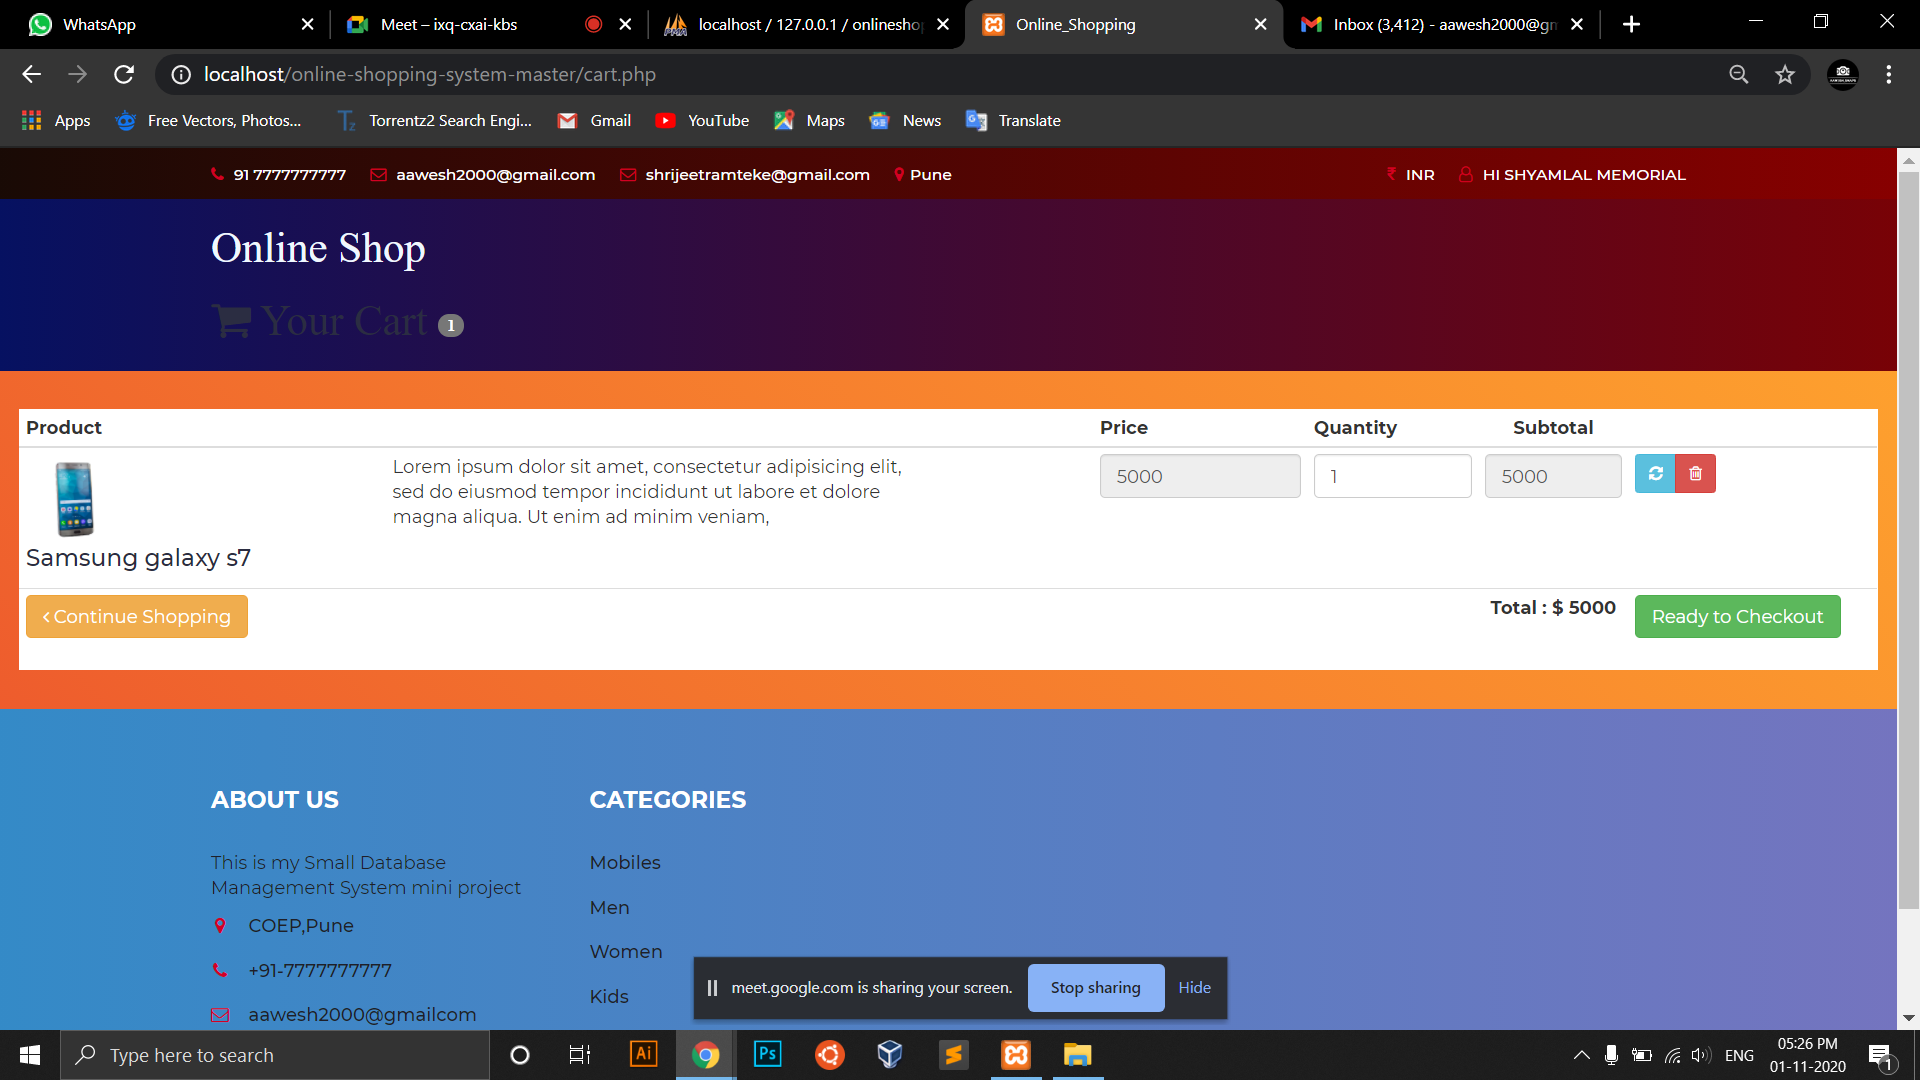 WhatsApp
Meet – ixq-cxai-kbs
localhost / 127.0.0.1 / onlinesho
Online_Shopping
Inbox (3,412) - aawesh2000@gm
localhost/online-shopping-system-master/cart.php
Apps
Free Vectors, Photos...
Torrentz2 Search Engi...
Gmail
YouTube
Maps
News
Translate
91 7777777777
aawesh2000@gmail.com
shrijeetramteke@gmail.com
Pune
INR
HI SHYAMLAL MEMORIAL
Online Shop
Your Cart 1
Product
Price
Quantity
Subtotal
Lorem ipsum dolor sit amet, consectetur adipisicing elit,
sed do eiusmod tempor incididunt ut labore et dolore
magna aliqua. Ut enim ad minim veniam,
5000
1
5000
Samsung galaxy s7
Continue Shopping
Total : $ 5000
Ready to Checkout
ABOUT US
CATEGORIES
This is my Small Database
Management System mini project
COEP,Pune
+91-7777777777
aawesh2000@gmailcom
Mobiles
Men
Women
Kids
meet.google.com is sharing your screen.
Stop sharing
Hide
Type here to search
Ai
Ps
ENG
05:26 PM
01-11-2020
1